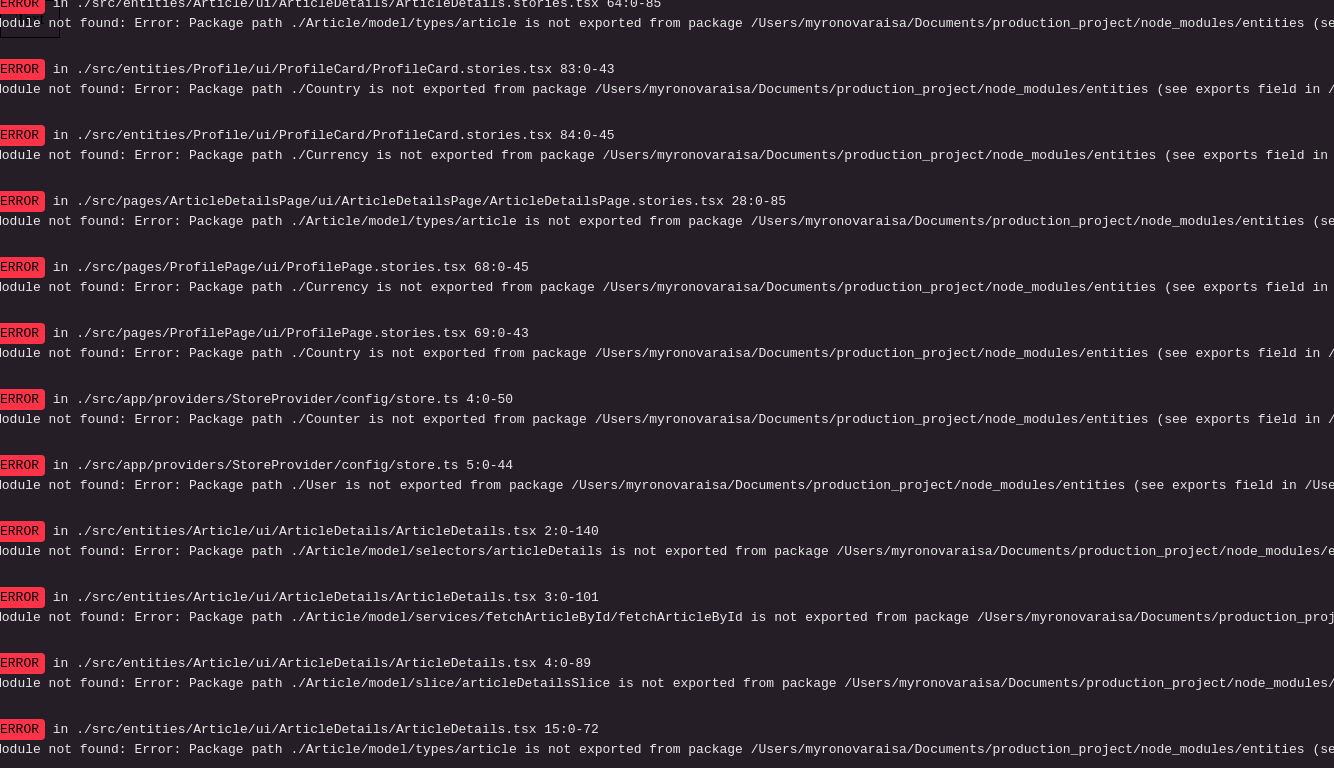 ERROR in ./src/entities/Article/ui/ArticleDetails/ArticleDetails.stories.tsx 64:0-85
Module not found: Error: Package path ./Article/model/types/article is not exported from package /Users/myronovaraisa/Documents/production_project/node_modules/entities (se
ERROR in ./src/entities/Profile/ui/ProfileCard/ProfileCard.stories.tsx 83:0-43
Module not found: Error: Package path ./Country is not exported from package /Users/myronovaraisa/Documents/production_project/node_modules/entities (see exports field in /
ERROR in ./src/entities/Profile/ui/ProfileCard/ProfileCard.stories.tsx 84:0-45
Module not found: Error: Package path ./Currency is not exported from package /Users/myronovaraisa/Documents/production_project/node_modules/entities (see exports field in
ERROR in ./src/pages/ArticleDetailsPage/ui/ArticleDetailsPage/ArticleDetailsPage.stories.tsx 28:0-85
Module not found: Error: Package path ./Article/model/types/article is not exported from package /Users/myronovaraisa/Documents/production_project/node_modules/entities (se
ERROR in ./src/pages/ProfilePage/ui/ProfilePage.stories.tsx 68:0-45
Module not found: Error: Package path ./Currency is not exported from package /Users/myronovaraisa/Documents/production_project/node_modules/entities (see exports field in
ERROR in ./src/pages/ProfilePage/ui/ProfilePage.stories.tsx 69:0-43
Module not found: Error: Package path ./Country is not exported from package /Users/myronovaraisa/Documents/production_project/node_modules/entities (see exports field in /
ERROR in ./src/app/providers/StoreProvider/config/store.ts 4:0-50
Module not found: Error: Package path ./Counter is not exported from package /Users/myronovaraisa/Documents/production_project/node_modules/entities (see exports field in /
ERROR in ./src/app/providers/StoreProvider/config/store.ts 5:0-44
Module not found: Error: Package path ./User is not exported from package /Users/myronovaraisa/Documents/production_project/node_modules/entities (see exports field in /Use
ERROR in ./src/entities/Article/ui/ArticleDetails/ArticleDetails.tsx 2:0-140
Module not found: Error: Package path ./Article/model/selectors/articleDetails is not exported from package /Users/myronovaraisa/Documents/production_project/node_modules/e
ERROR in ./src/entities/Article/ui/ArticleDetails/ArticleDetails.tsx 3:0-101
Module not found: Error: Package path ./Article/model/services/fetchArticleById/fetchArticleById is not exported from package /Users/myronovaraisa/Documents/production_proj
ERROR in ./src/entities/Article/ui/ArticleDetails/ArticleDetails.tsx 4:0-89
Module not found: Error: Package path ./Article/model/slice/articleDetailsSlice is not exported from package /Users/myronovaraisa/Documents/production_project/node_modules/
ERROR in ./src/entities/Article/ui/ArticleDetails/ArticleDetails.tsx 15:0-72
Module not found: Error: Package path ./Article/model/types/article is not exported from package /Users/myronovaraisa/Documents/production_project/node_modules/entities (se